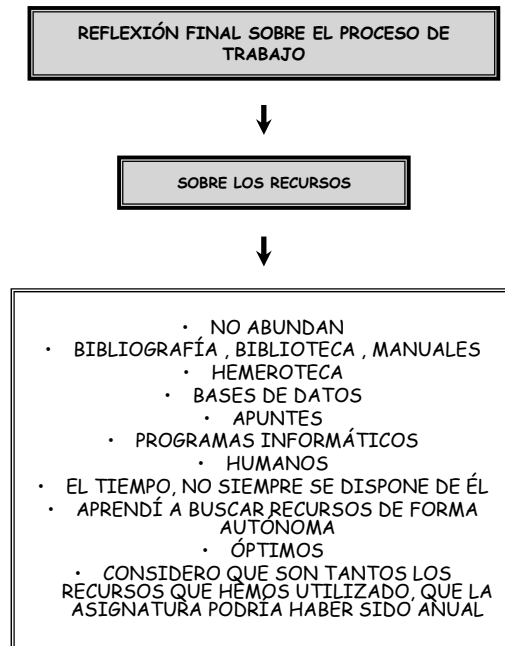 REFLEXIÓN FINAL SOBRE EL PROCESO DE
TRABAJO
SOBRE LOS RECURSOS
• NO ABUNDAN
• BIBLIOGRAFÍA , BIBLIOTECA , MANUALES
• HEMEROTECA
• BASES DE DATOS
• APUNTES
• PROGRAMAS INFORMÁTICOS
• HUMANOS
• EL TIEMPO, NO SIEMPRE SE DISPONE DE ÉL
• APRENDÍ A BUSCAR RECURSOS DE FORMA
AUTÓNOMA
• ÓPTIMOS
• CONSIDERO QUE SON TANTOS LOS
RECURSOS QUE HEMOS UTILIZADO, QUE LA
ASIGNATURA PODRÍA HABER SIDO ANUAL